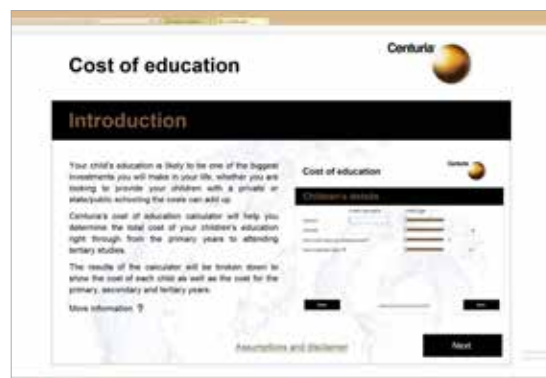 Cost of education
Centuria
Introduction
Your child's education is likely to be one of the biggest
investments you will make in your life, whether you are
looking to provide your children with a private or
state/public schooling the costs can add up.
Centuria's cost of education calculator will help you
determine the total cost of your children's education
right through from the primary years to attending
tertiary studies.
The results of the calculator will be broken down to
show the cost of each child as well as the cost for the
primary, secondary and tertiary years.
More information ?
Cost of education
Centuria
Children's details
Assumptions and disclaimer
Next